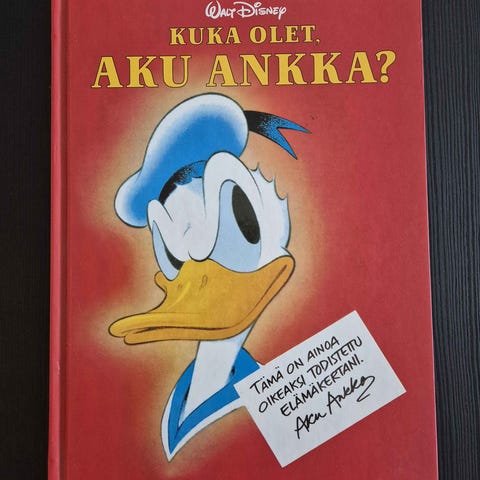 Walt Disney
KUKA OLET,
AKU ANKKA?
TÄMÄ ON AINOA
OIKEAKSI TODISTETTU
ELÄMÄKERTANI.
Aku Ankka